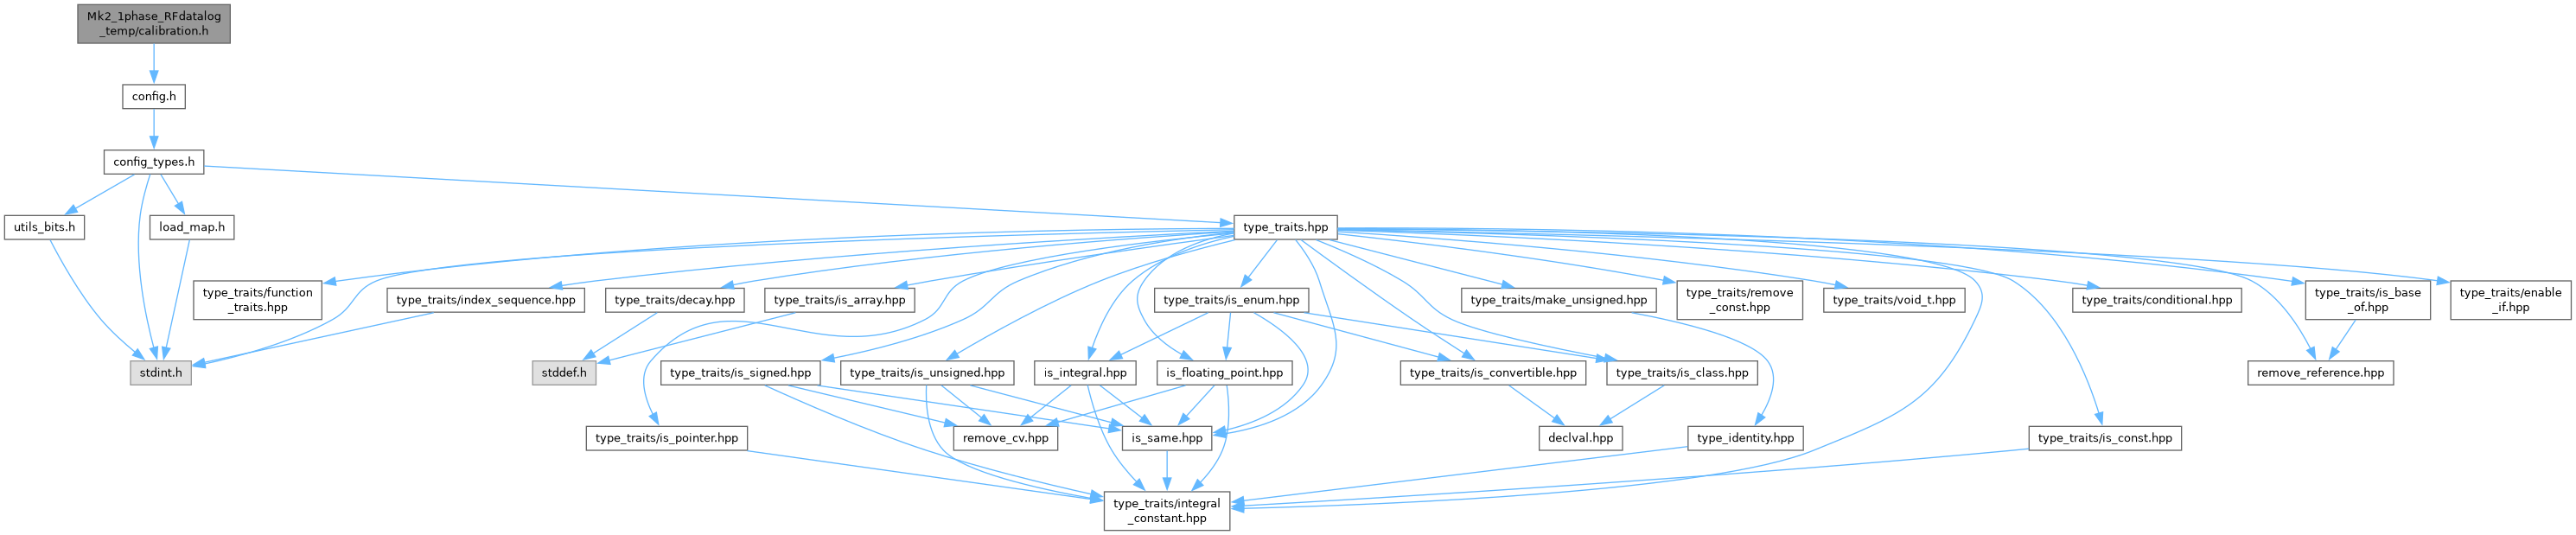 Mk2_1phase_RFdatalog
_temp/calibration.h
config.h
config_types.h
utils_bits.h
load_map.h
type_traits.hpp
type_traits/function
_traits.hpp
type_traits/index_sequence.hpp
type_traits/decay.hpp
type_traits/is_array.hpp
type_traits/is_enum.hpp
type_traits/make_unsigned.hpp
type_traits/remove
_const.hpp
type_traits/void_t.hpp
type_traits/conditional.hpp
type_traits/is_base
_of.hpp
type_traits/enable
_if.hpp
stdint.h
stddef.h
type_traits/is_signed.hpp
type_traits/is_unsigned.hpp
is_integral.hpp
is_floating_point.hpp
type_traits/is_convertible.hpp
type_traits/is_class.hpp
remove_reference.hpp
type_traits/is_pointer.hpp
remove_cv.hpp
is_same.hpp
declval.hpp
type_identity.hpp
type_traits/is_const.hpp
type_traits/integral
_constant.hpp